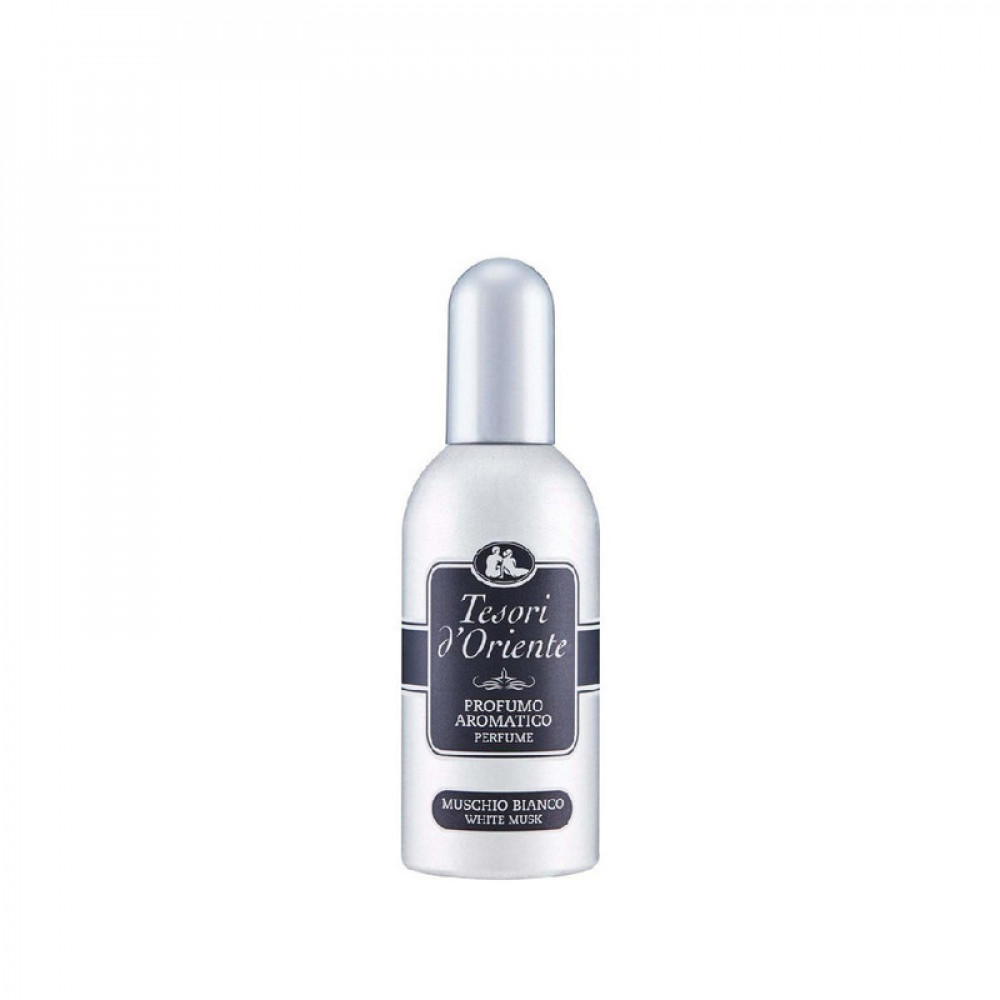 Tesori
d'Oriente
PROFUMO
AROMATICO
PERFUME
MUSCHIO BIANCO
WHITE MUSK